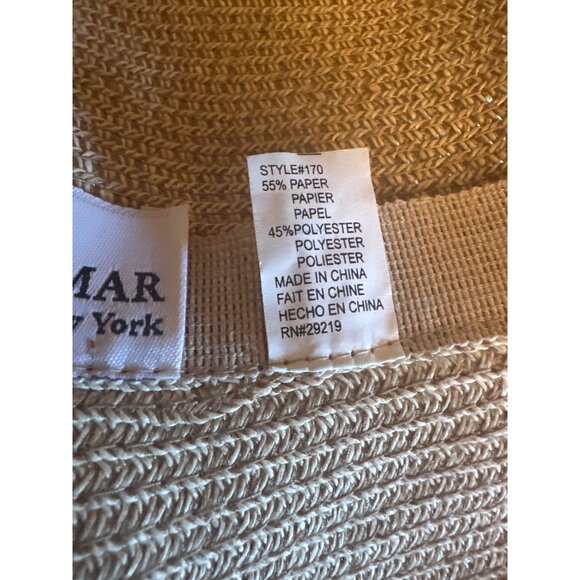 MAR
York
STYLE#170
55% PAPER
PAPIER
PAPEL
45%POLYESTER
POLYESTER
POLIESTER
MADE IN CHINA
FAIT EN CHINE
HECHO EN CHINA
RN#29219